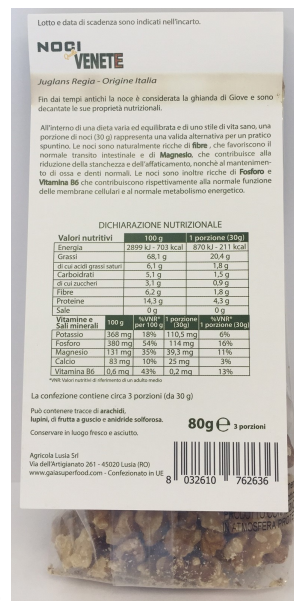 Lotto e data di scadenza sono indicati nell'incarto.
NOCI
VENETE
Juglans Regia - Origine Italia
Fin dai tempi antichi la noce è considerata la ghianda di Giove e sono
decantate le sue proprietà nutrizionali.
All'interno di una dieta varia ed equilibrata e di uno stile di vita sano, una
porzione di noci (30 g) rappresenta una valida alternativa per un pratico
spuntino. Le noci sono naturalmente ricche di fibre, che favoriscono il
normale transito intestinale e di Magnesio, che contribuisce alla
riduzione della stanchezza e dell'affaticamento, nonché al mantenimen-
to di ossa e denti normali. Le noci sono inoltre ricche di Fosforo e
Vitamina B6 che contribuiscono rispettivamente alla normale funzione
delle membrane cellulari e al normale metabolismo energetico.
DICHIARAZIONE NUTRIZIONALE
Valori nutritivi 100 g 1 porzione (30g)
Energia 2899 kJ - 703 kcal 870 kJ - 211 kcal
Grassi 68,1 g 20,4 g
di cui acidi grassi saturi 6,1 g 1,8 g
Carboidrati 5,1 g 1,5 g
di cui zuccheri 3,1 g 0,9 g
Fibre 6,2 g 1,8 g
Proteine 14,3 g 4,3 g
Sale 0 g 0 g
Vitamine e Sali minerali 100 g %VNR* per 100 g 1 porzione (30g) %VNR* 1 porzione (30g)
Potassio 368 mg 18% 110,5 mg 6%
Fosforo 380 mg 54% 114 mg 16%
Magnesio 131 mg 35% 39,3 mg 11%
Calcio 83 mg 10% 25 mg 3%
Vitamina B6 0,6 mg 43% 0,2 mg 13%
*VNR Valori nutritivi di riferimento di un adulto medio
La confezione contiene circa 3 porzioni (da 30 g)
Può contenere tracce di arachidi,
lupini, di frutta a guscio e anidride solforosa.
80g e 3 porzioni
Conservare in luogo fresco e asciutto.
Agricola Lusia Srl
Via dell'Artigianato 261 - 45020 Lusia (RO)
www.gaiasuperfood.com - Confezionato in UE
8 032610 762636